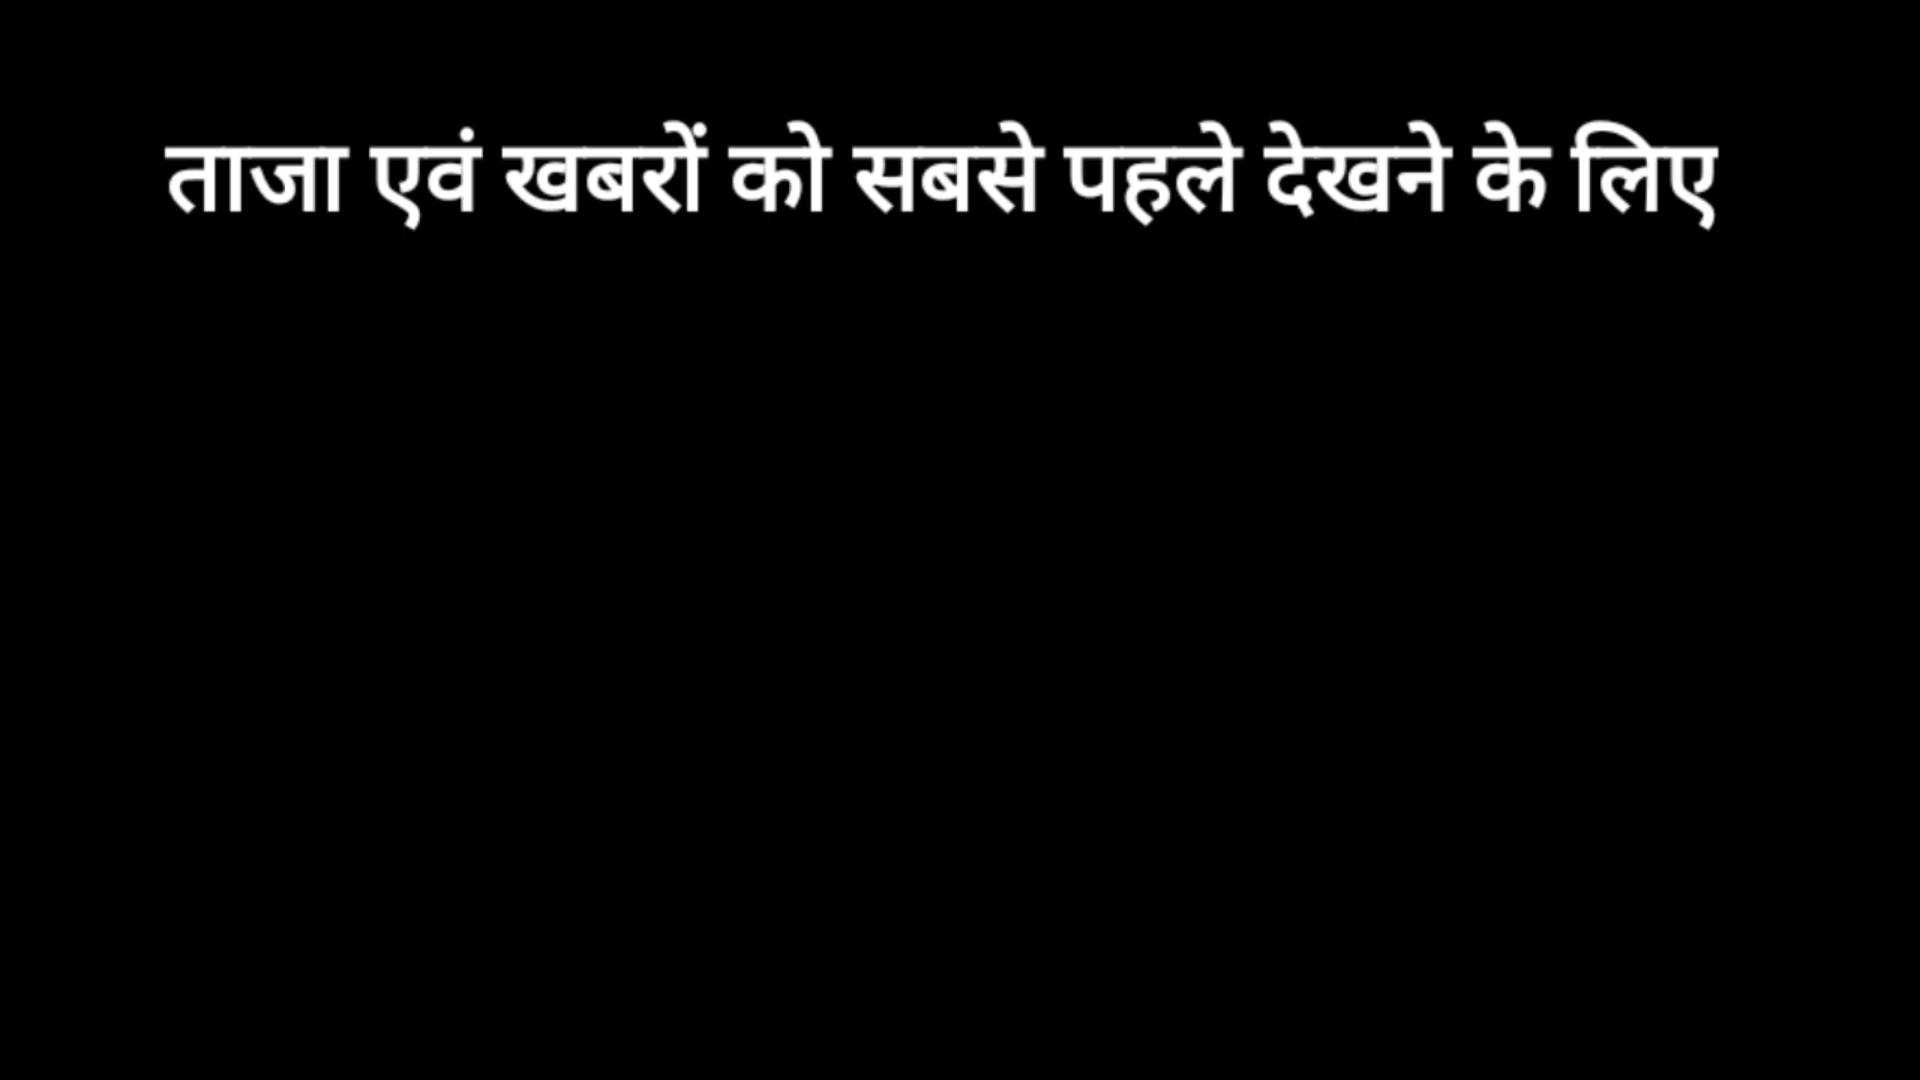 ताजा एवं खबरों को सबसे पहले देखने के लिए